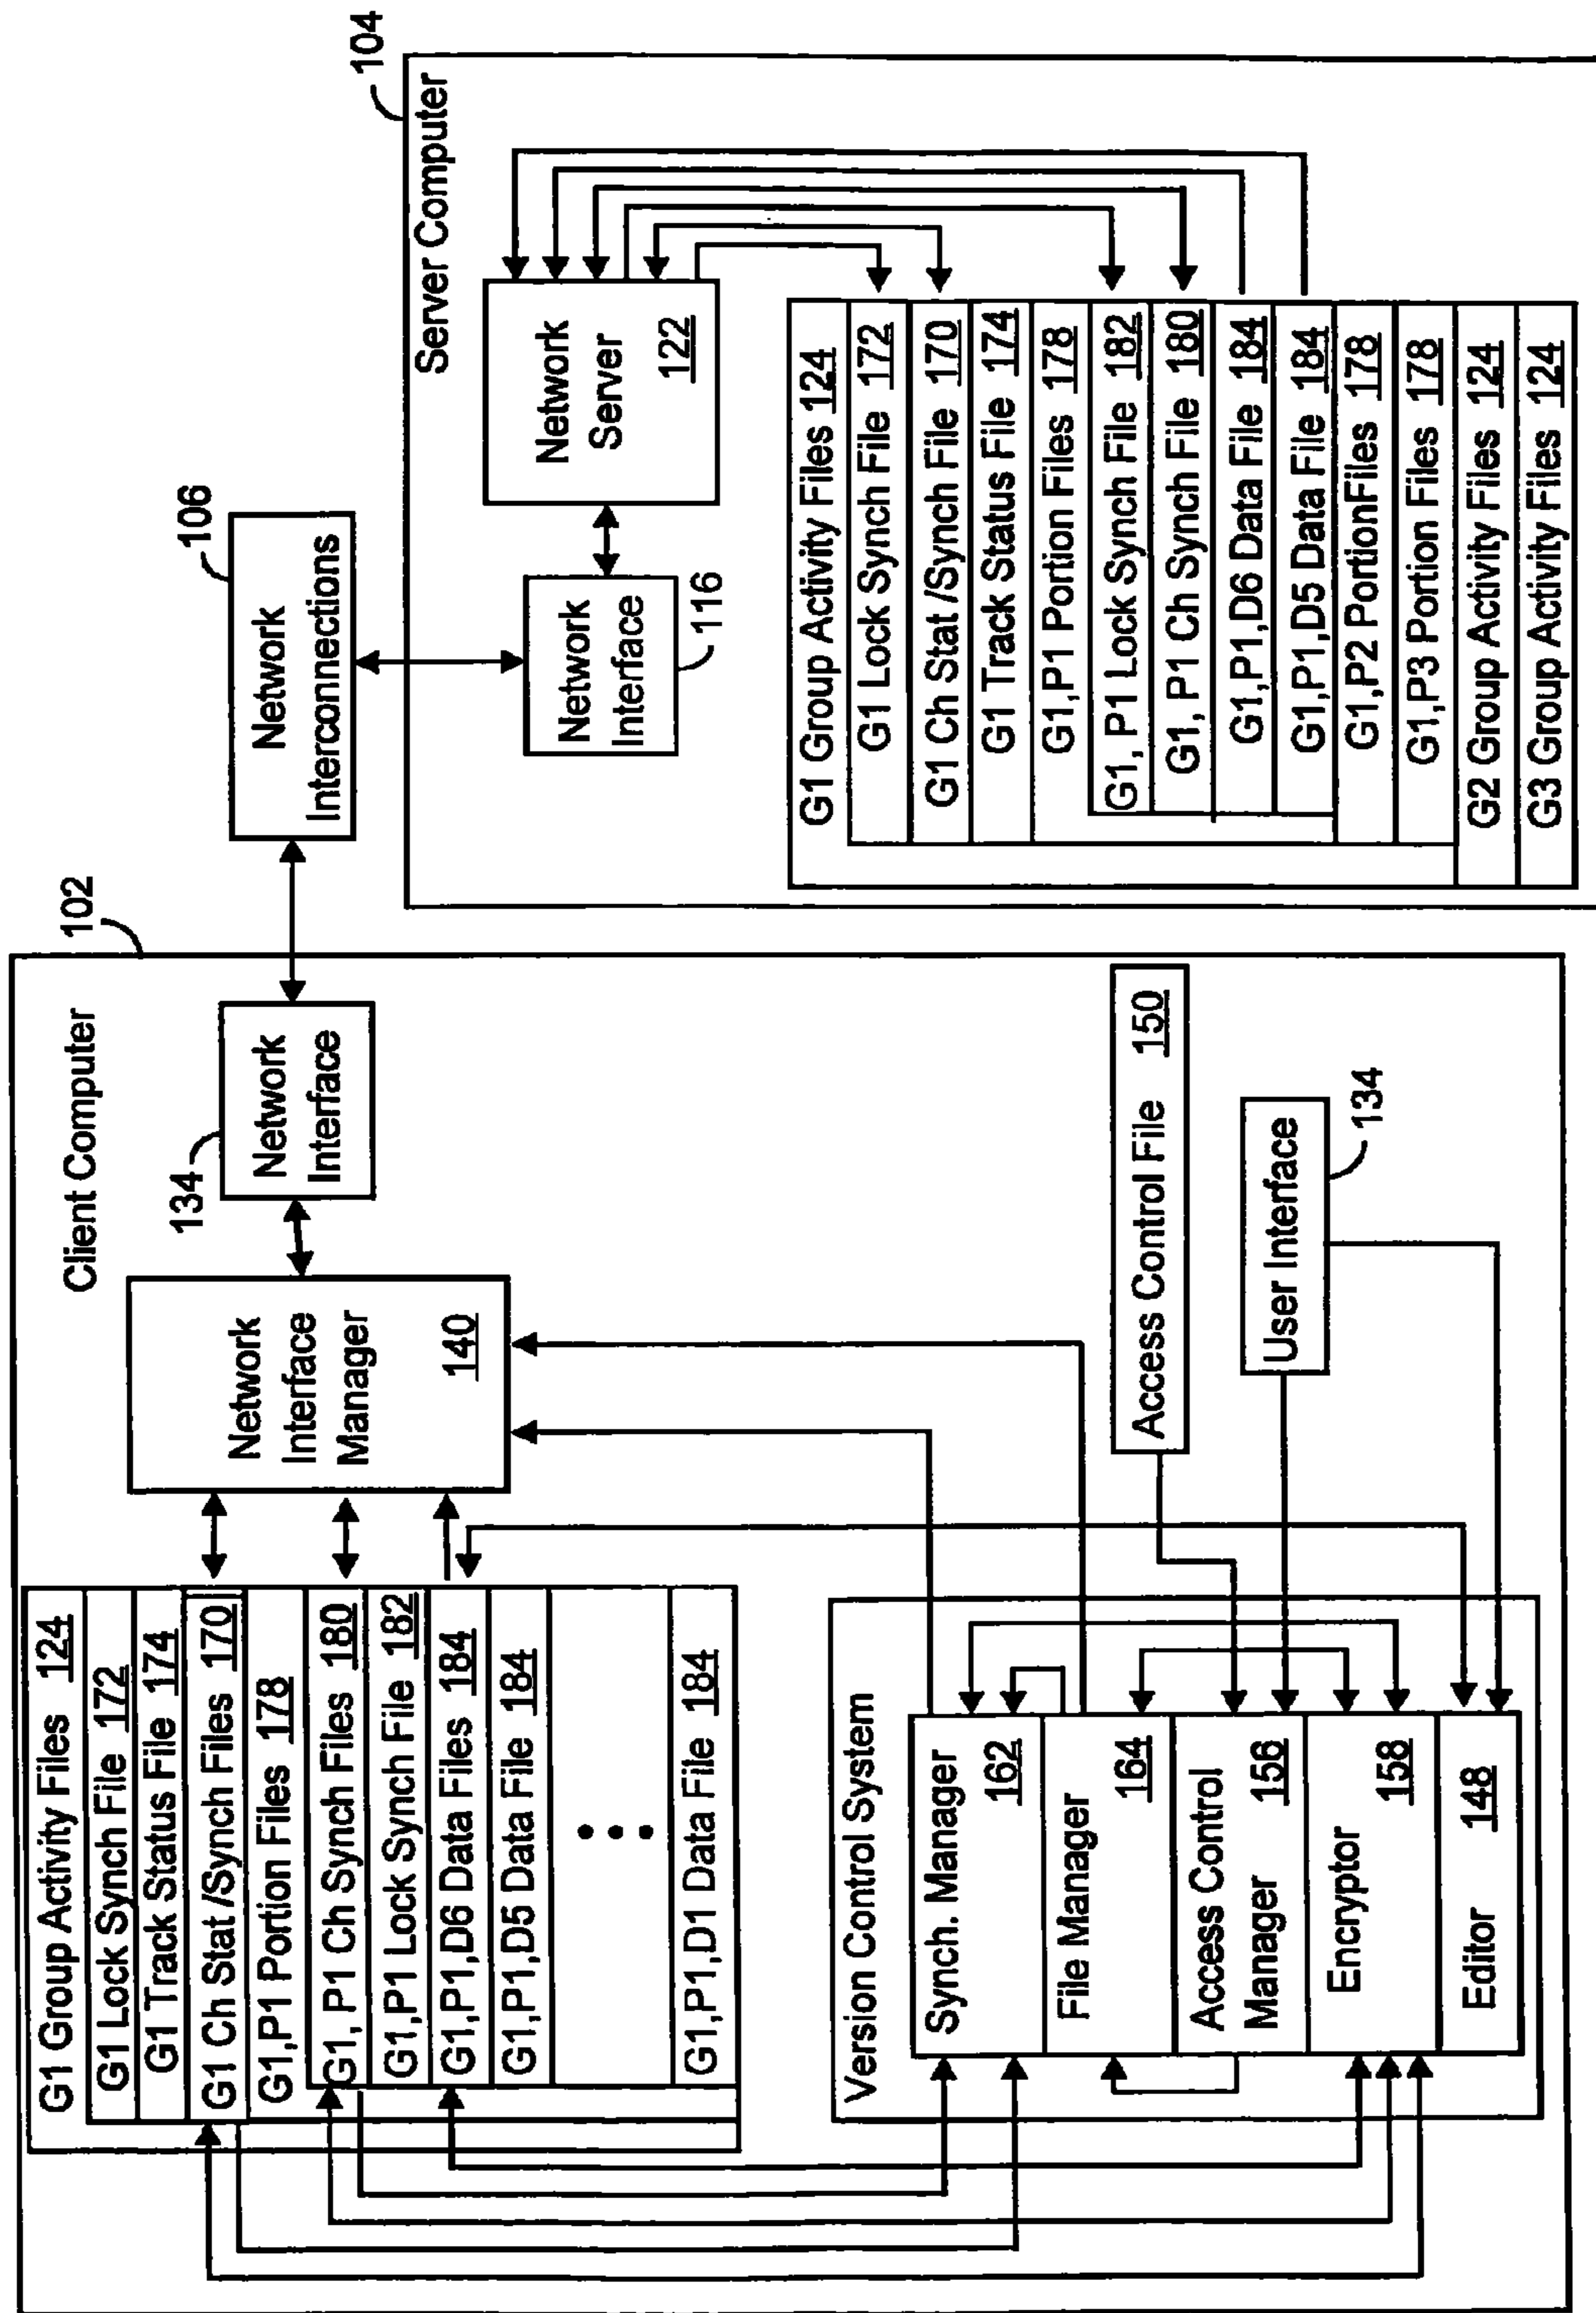 Client Computer
102
G1 Group Activity Files 124
G1 Lock Synch File 172
G1 Track Status File 174
G1 Ch Stat /Synch Files 170
G1,P1 Portion Files 178
G1, P1 Ch Synch Files 180
G1,P1 Lock Synch File 182
G1,P1,D6 Data Files 184
G1,P1,D5 Data File 184
G1,P1,D1 Data File 184
Network
Interface
Manager
140
134
Network
Interface
Version Control System
Synch. Manager
162
File Manager
164
Access Control
Manager 156
Encryptor
158
Editor 148
Access Control File 150
User Interface
134
106
Network
Interconnections
104
Server Computer
Network
Server
122
Network
Interface
116
G1 Group Activity Files 124
G1 Lock Synch File 172
G1 Ch Stat /Synch File 170
G1 Track Status File 174
G1,P1 Portion Files 178
G1, P1 Lock Synch File 182
G1, P1 Ch Synch File 180
G1,P1,D6 Data File 184
G1,P1,D5 Data File 184
G1,P2 PortionFiles 178
G1,P3 Portion Files 178
G2 Group Activity Files 124
G3 Group Activity Files 124